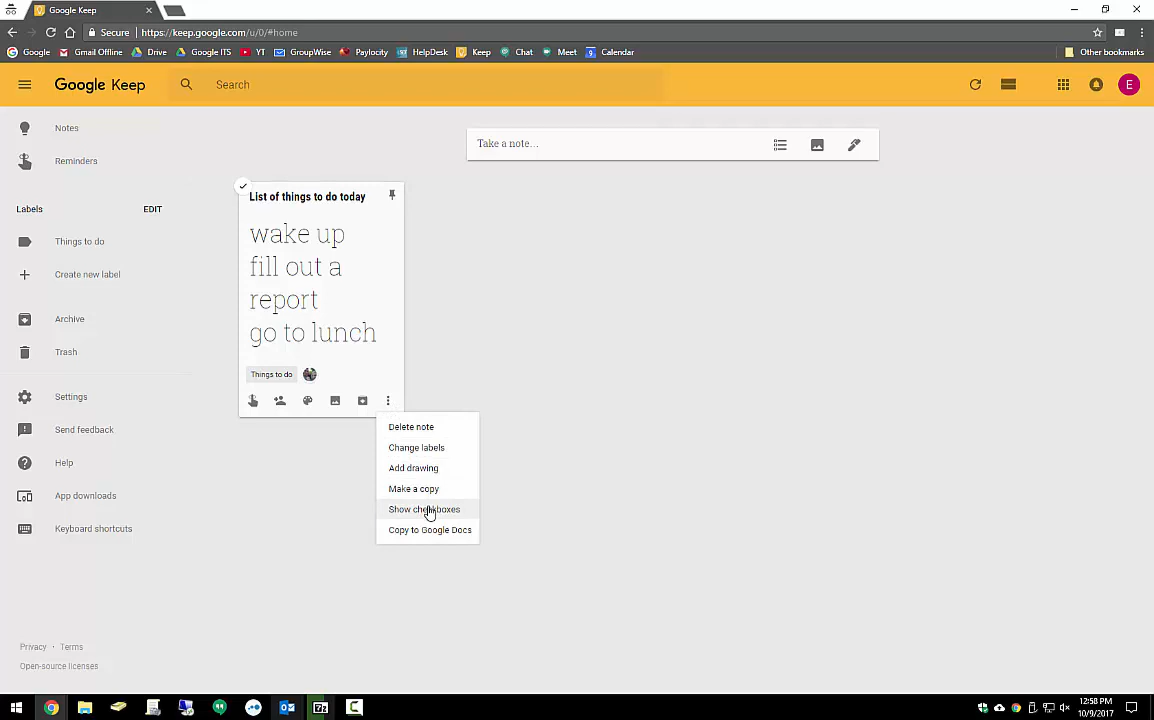 Google Keep
Secure https://keep.google.com/u/0/#home
Google Gmail Offline Drive Google ITS YT GroupWise Paylocity HelpDesk Keep Chat Meet Calendar Other bookmarks
Google Keep Search E
Take a note...
Notes
Reminders
Labels EDIT
Things to do
Create new label
Archive
Trash
Settings
Send feedback
Help
App downloads
Keyboard shortcuts
List of things to do today
wake up
fill out a
report
go to lunch
Things to do
Delete note
Change labels
Add drawing
Make a copy
Show checkboxes
Copy to Google Docs
Privacy · Terms
Open-source licenses
12:58 PM
10/9/2017